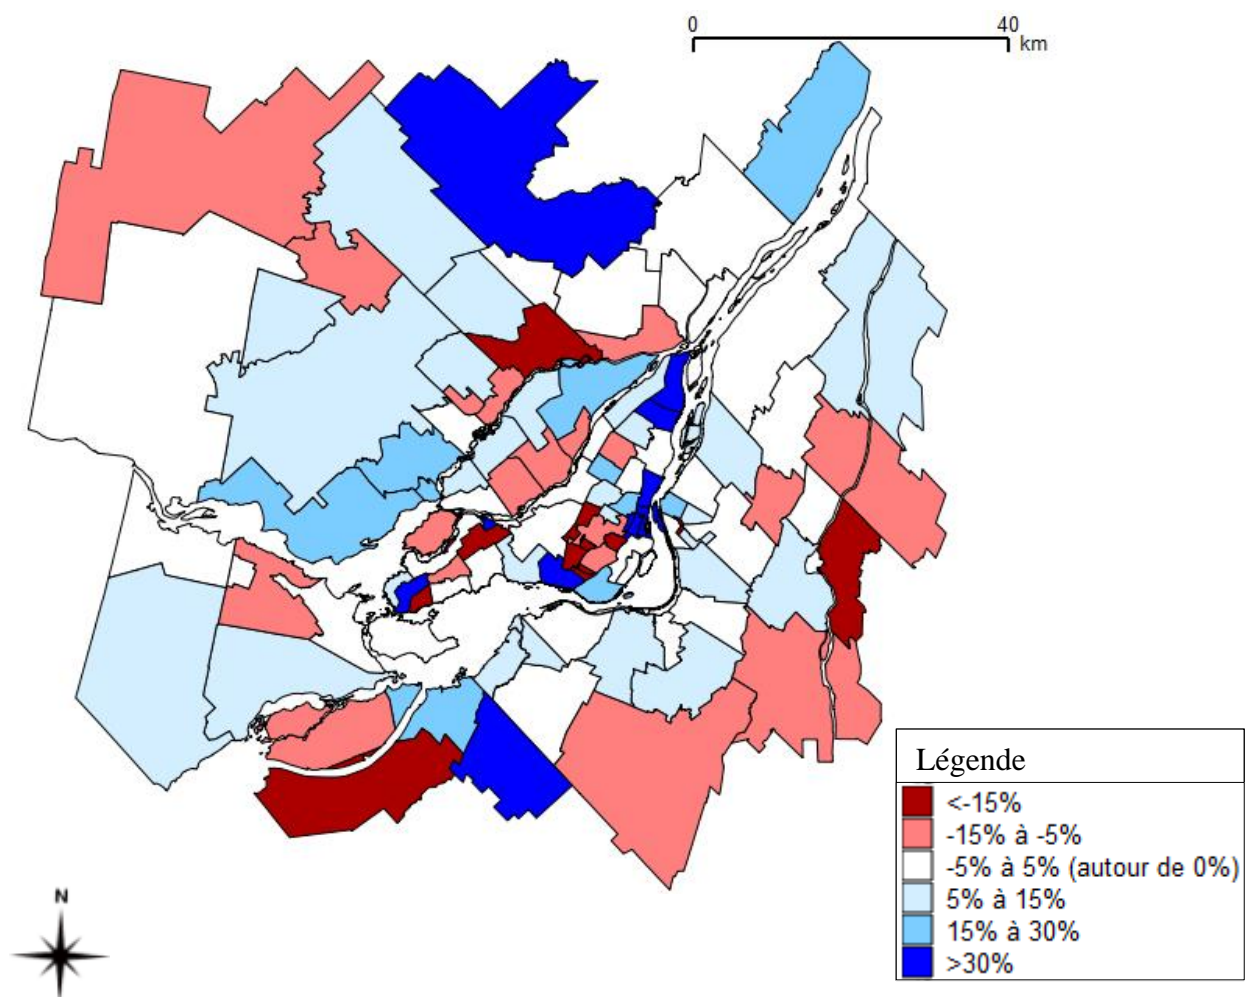 0 40
km
Légende
<-15%
-15% à -5%
-5% à 5% (autour de 0%)
5% à 15%
15% à 30%
>30%
N